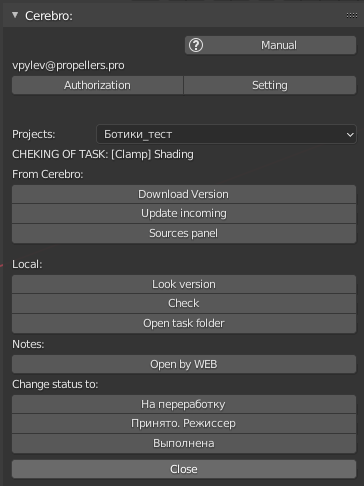 Cerebro:
Manual
vpylev@propellers.pro
Authorization Setting
Projects: Ботики_тест
CHEKING OF TASK: [Clamp] Shading
From Cerebro:
Download Version
Update incoming
Sources panel
Local:
Look version
Check
Open task folder
Notes:
Open by WEB
Change status to:
На переработку
Принято. Режиссер
Выполнена
Close